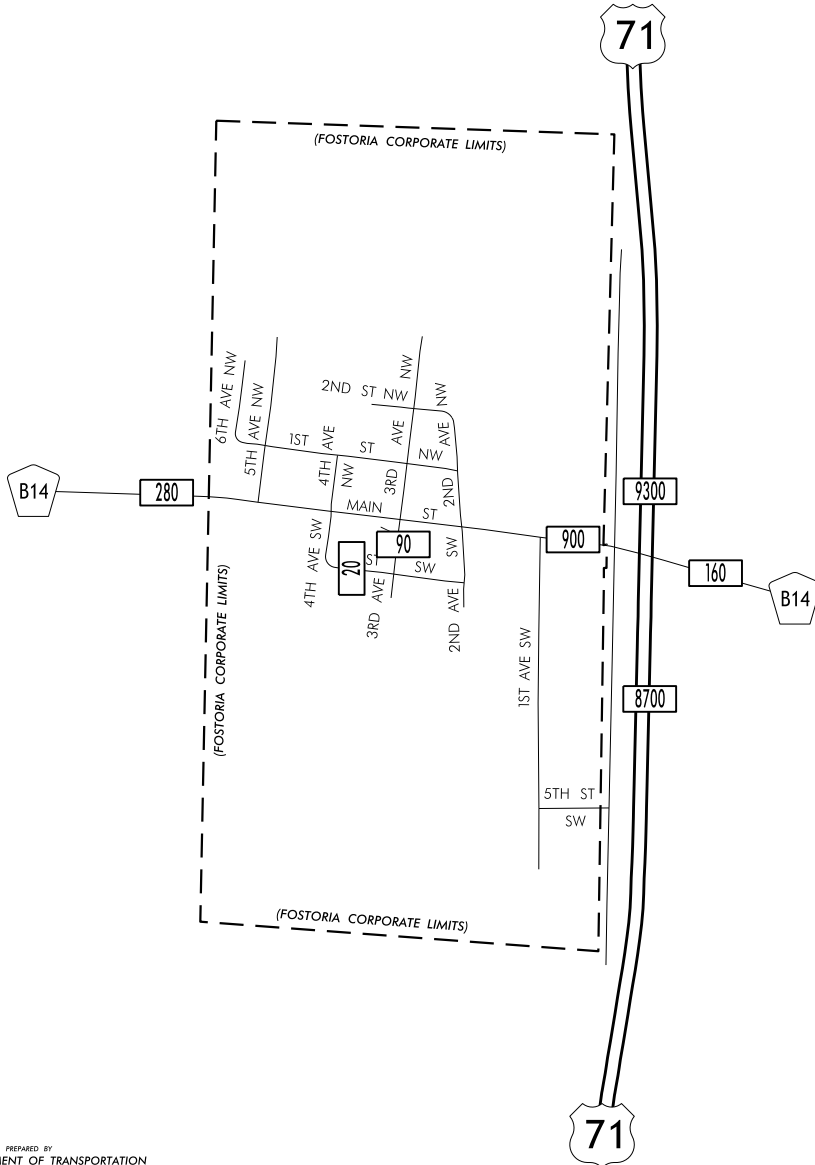 71
(FOSTORIA CORPORATE LIMITS)
6TH AVE NW
5TH AVE NW
2ND ST NW
NW
NW
1ST ST NW
4TH AVE NW
3RD AVE
2ND AVE
B14
280
MAIN ST
9300
90
900
20
ST SW
4TH AVE SW
3RD AVE
2ND AVE SW
160
B14
(FOSTORIA CORPORATE LIMITS)
1ST AVE SW
8700
5TH ST
SW
(FOSTORIA CORPORATE LIMITS)
71
PREPARED BY
MENT OF TRANSPORTATION